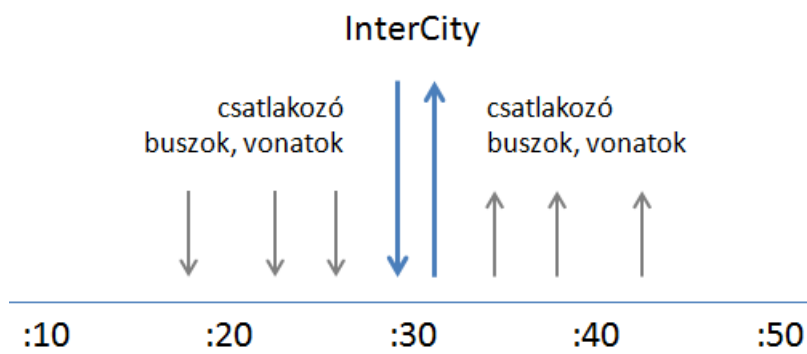 InterCity
csatlakozó
buszok, vonatok
csatlakozó
buszok, vonatok
:10 :20 :30 :40 :50